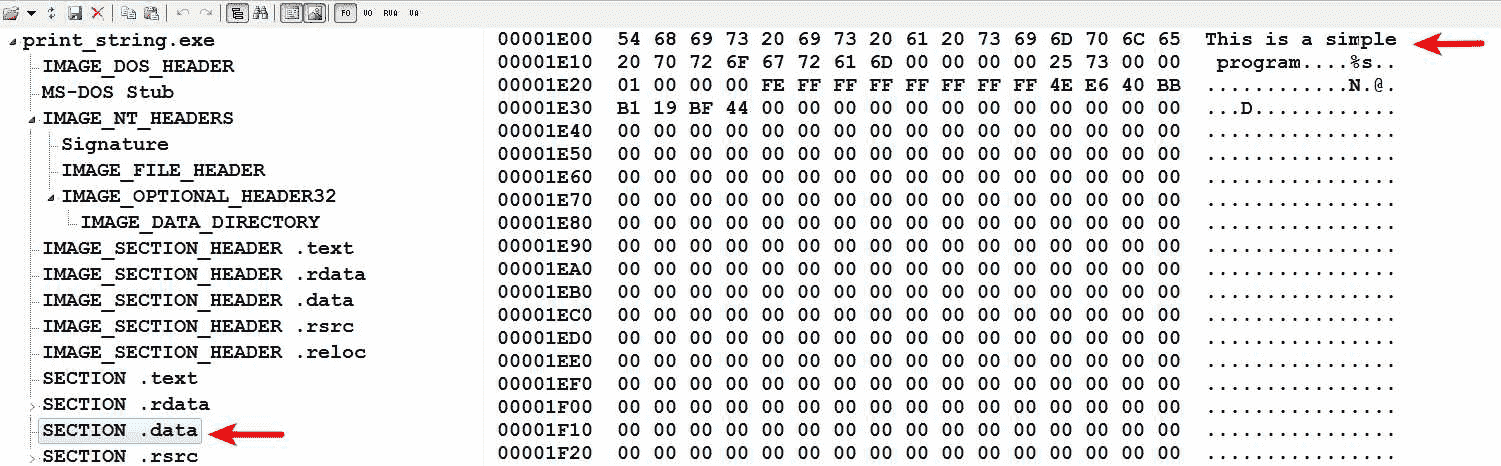 FO VO RVA VA
print_string.exe
IMAGE_DOS_HEADER
MS-DOS Stub
IMAGE_NT_HEADERS
Signature
IMAGE_FILE_HEADER
IMAGE_OPTIONAL_HEADER32
IMAGE_DATA_DIRECTORY
IMAGE_SECTION_HEADER .text
IMAGE_SECTION_HEADER .rdata
IMAGE_SECTION_HEADER .data
IMAGE_SECTION_HEADER .rsrc
IMAGE_SECTION_HEADER .reloc
SECTION .text
SECTION .rdata
SECTION .data
SECTION .rsrc
00001E00 54 68 69 73 20 69 73 20 61 20 73 69 6D 70 6C 65 This is a simple
00001E10 20 70 72 6F 67 72 61 6D 00 00 00 00 25 73 00 00 program....%s..
00001E20 01 00 00 00 FE FF FF FF FF FF FF FF 4E E6 40 BB ............N.@.
00001E30 B1 19 BF 44 00 00 00 00 00 00 00 00 00 00 00 00 ...D............
00001E40 00 00 00 00 00 00 00 00 00 00 00 00 00 00 00 00 ................
00001E50 00 00 00 00 00 00 00 00 00 00 00 00 00 00 00 00 ................
00001E60 00 00 00 00 00 00 00 00 00 00 00 00 00 00 00 00 ................
00001E70 00 00 00 00 00 00 00 00 00 00 00 00 00 00 00 00 ................
00001E80 00 00 00 00 00 00 00 00 00 00 00 00 00 00 00 00 ................
00001E90 00 00 00 00 00 00 00 00 00 00 00 00 00 00 00 00 ................
00001EA0 00 00 00 00 00 00 00 00 00 00 00 00 00 00 00 00 ................
00001EB0 00 00 00 00 00 00 00 00 00 00 00 00 00 00 00 00 ................
00001EC0 00 00 00 00 00 00 00 00 00 00 00 00 00 00 00 00 ................
00001ED0 00 00 00 00 00 00 00 00 00 00 00 00 00 00 00 00 ................
00001EE0 00 00 00 00 00 00 00 00 00 00 00 00 00 00 00 00 ................
00001EF0 00 00 00 00 00 00 00 00 00 00 00 00 00 00 00 00 ................
00001F00 00 00 00 00 00 00 00 00 00 00 00 00 00 00 00 00 ................
00001F10 00 00 00 00 00 00 00 00 00 00 00 00 00 00 00 00 ................
00001F20 00 00 00 00 00 00 00 00 00 00 00 00 00 00 00 00 ................